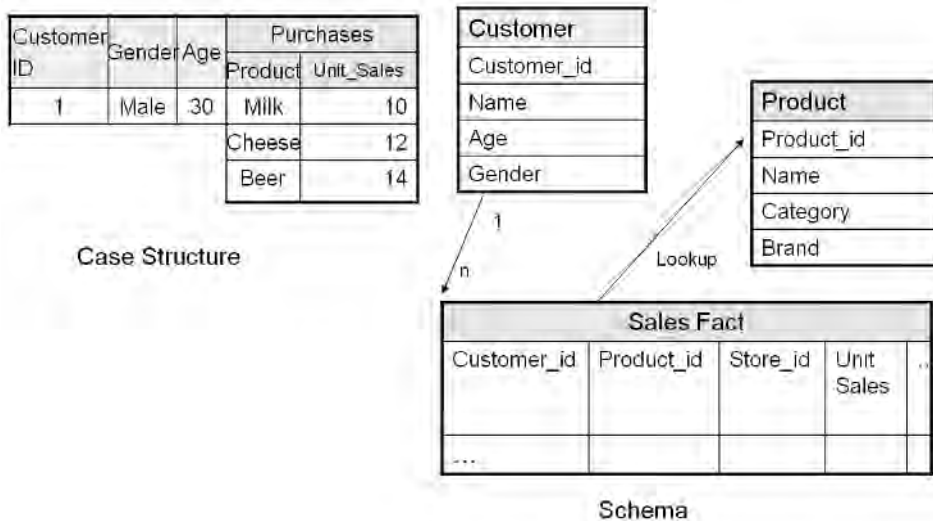 Customer ID
Gender
Age
Purchases
Product
Unit_Sales
1
Male
30
Milk
10
Cheese
12
Beer
14
Case Structure
Customer
Customer_id
Name
Age
Gender
1
n
Lookup
Product
Product_id
Name
Category
Brand
Sales Fact
Customer_id
Product_id
Store_id
Unit
Sales
..
...
Schema